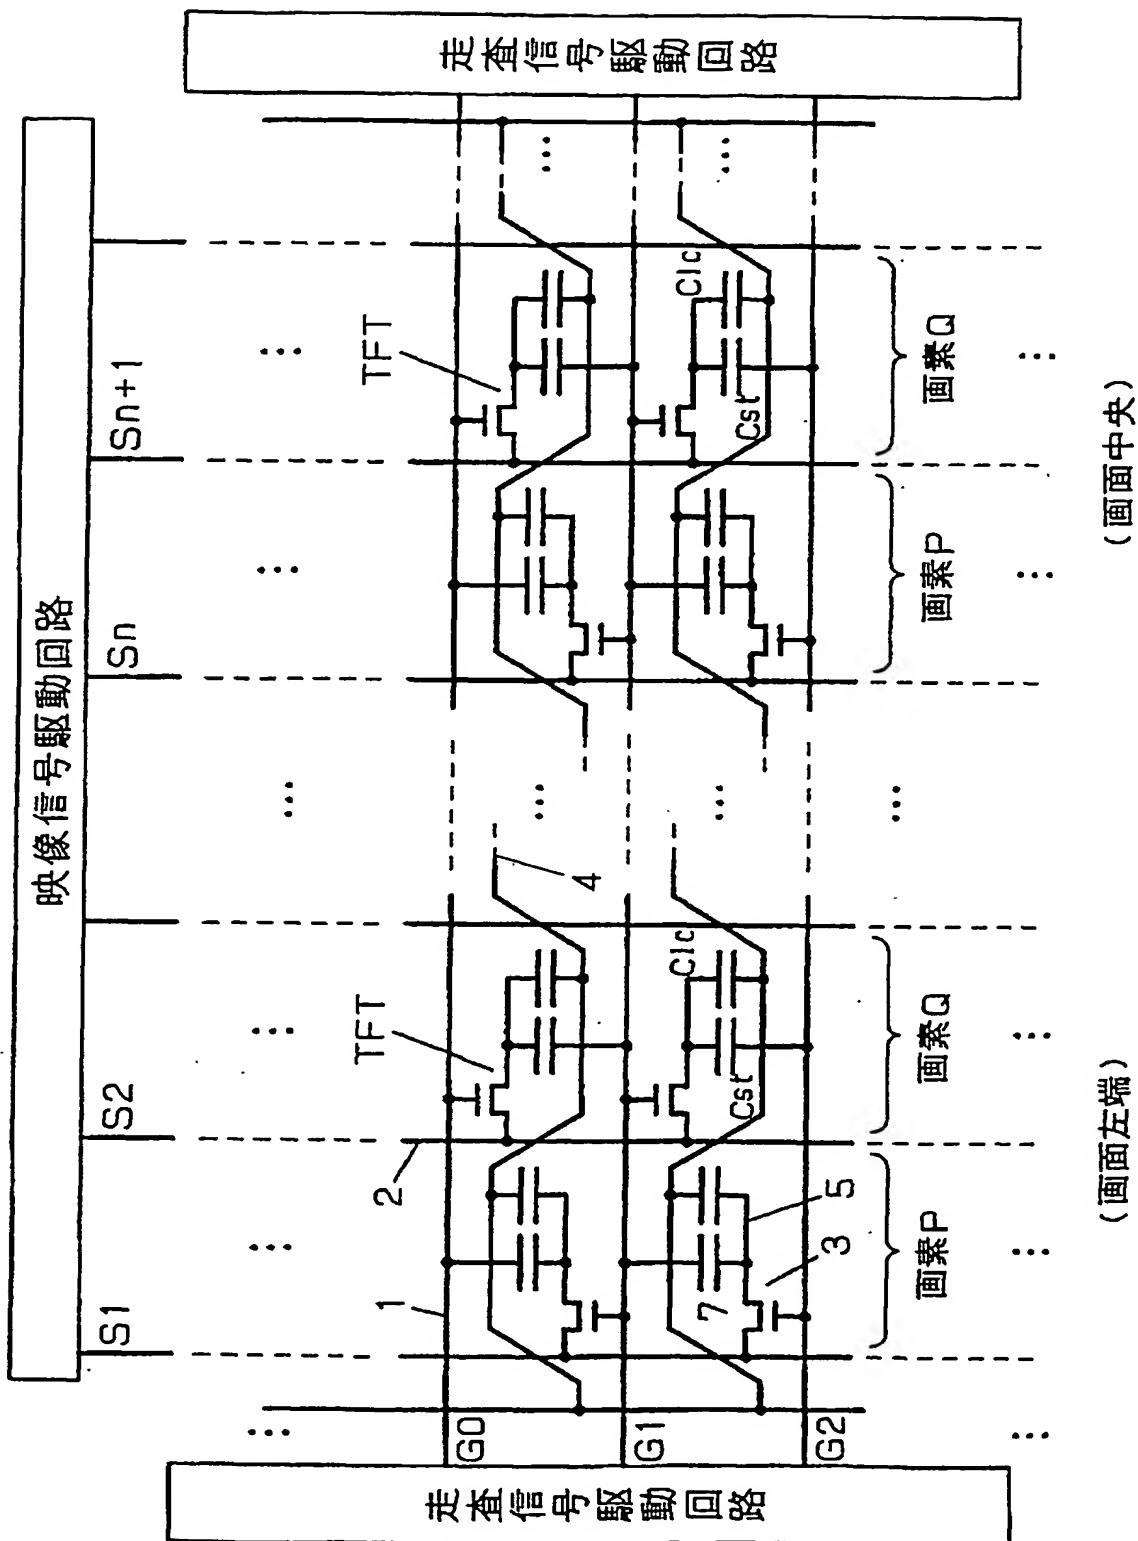 映像信号駆動回路
S1
S2
Sn
Sn+1
走査信号駆動回路
走査信号駆動回路
1
2
TFT
4
TFT
G0
G1
G2
7
3
5
Cst
Clc
Cst
Clc
画素P
画素Q
画素P
画素Q
(画面左端)
(画面中央)